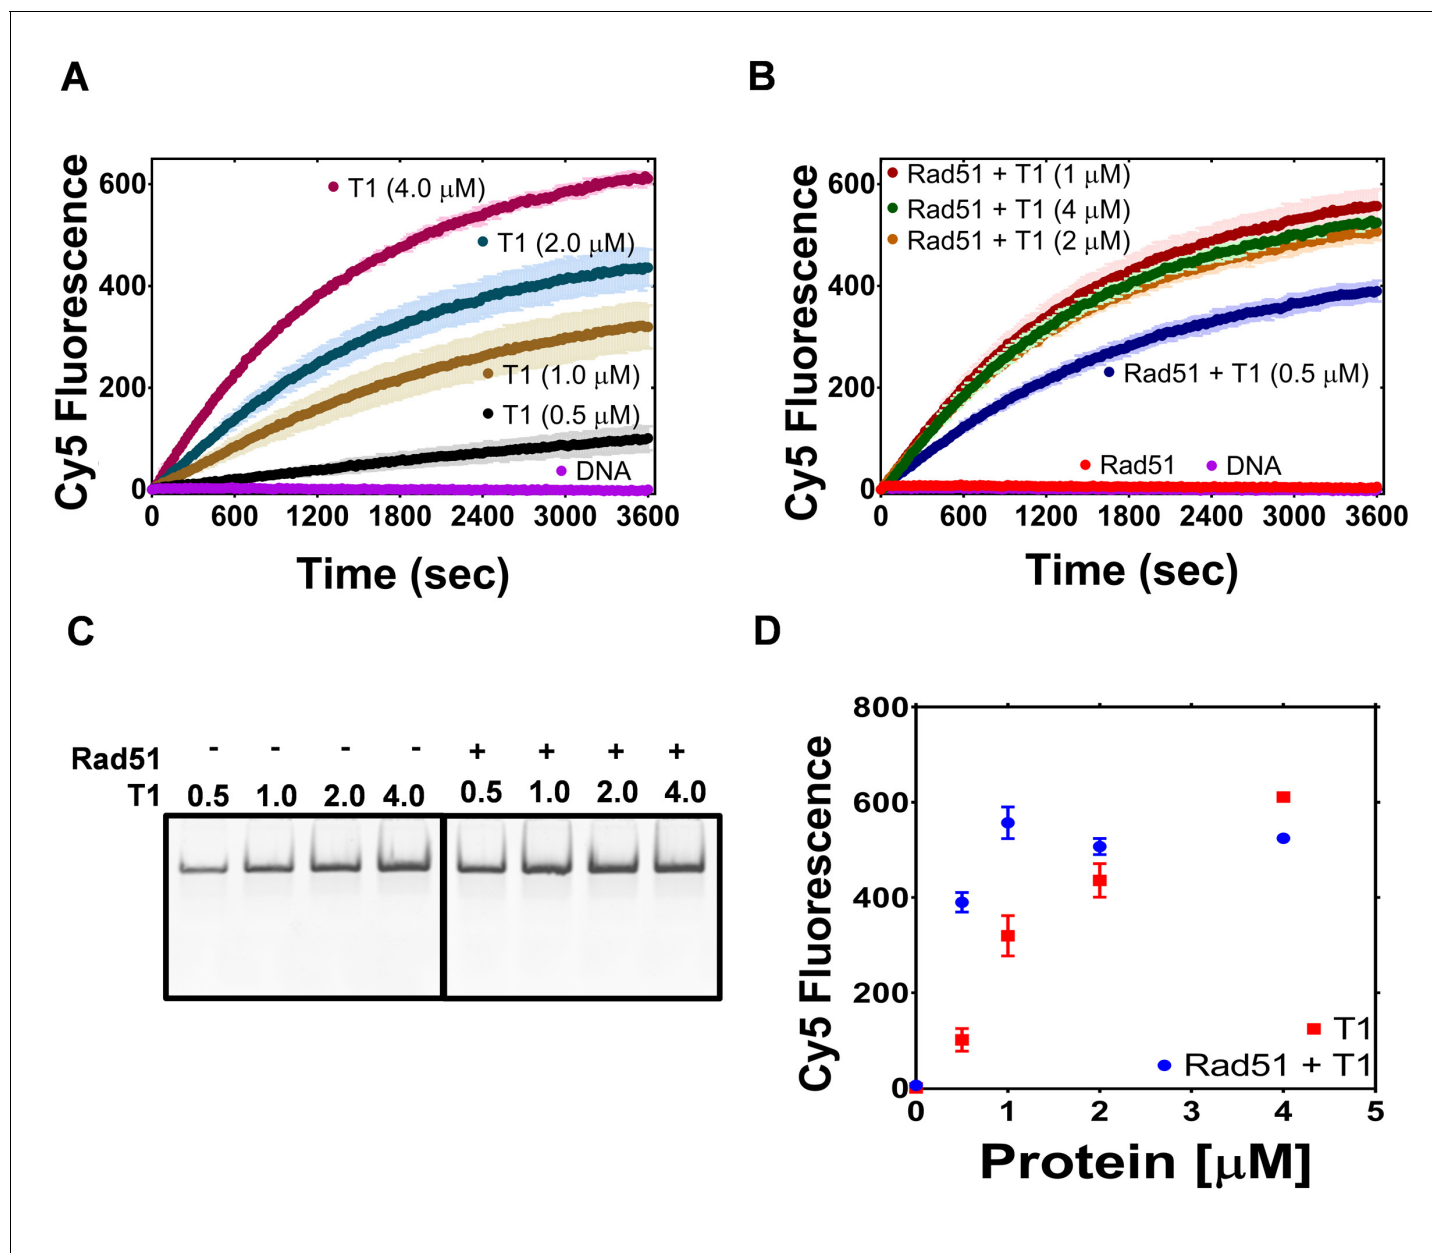 A
Cy5 Fluorescence
600
400
200
0
T1 (4.0 μM)
T1 (2.0 μM)
T1 (1.0 μM)
T1 (0.5 μM)
DNA
0 600 1200 1800 2400 3000 3600
Time (sec)
B
Cy5 Fluorescence
600
400
200
0
Rad51 + T1 (1 μM)
Rad51 + T1 (4 μM)
Rad51 + T1 (2 μM)
Rad51 + T1 (0.5 μM)
Rad51 DNA
0 600 1200 1800 2400 3000 3600
Time (sec)
C
Rad51 - - - - + + + +
T1 0.5 1.0 2.0 4.0 0.5 1.0 2.0 4.0
D
Cy5 Fluorescence
800
600
400
200
0
T1
Rad51 + T1
0 1 2 3 4 5
Protein [μM]